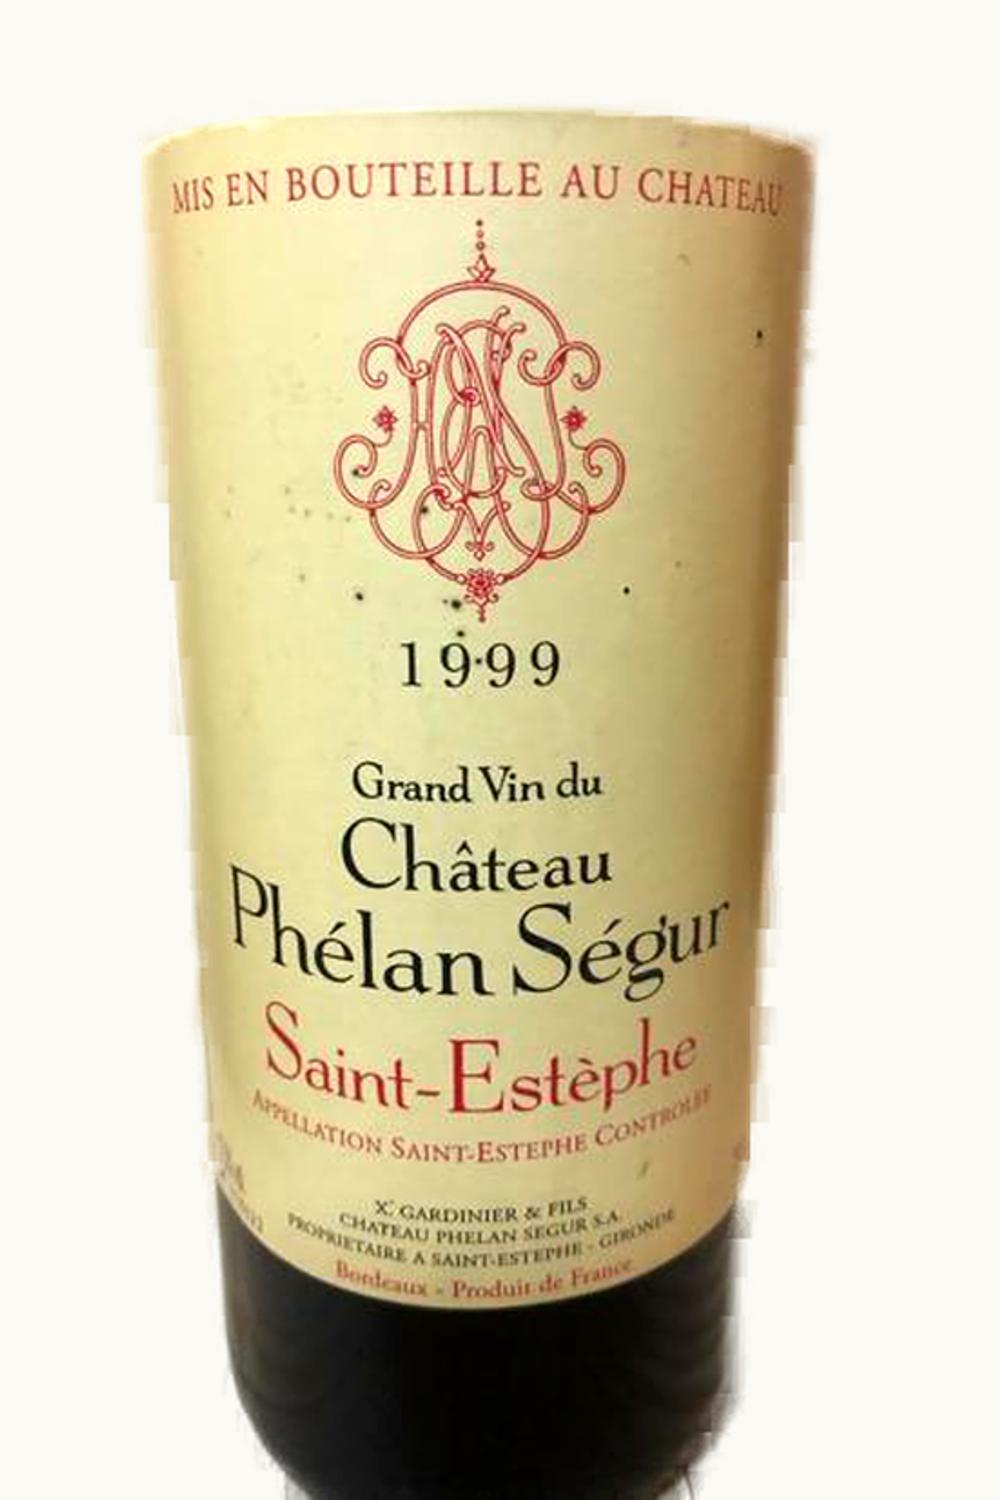 MIS EN BOUTEILLE AU CHATEAU
1999
Grand Vin du
Château
Phélan Ségur
Saint-Estèphe
APPELLATION SAINT-ESTEPHE CONTROLÉE
X. GARDINIER & FILS
CHATEAU PHELAN SEGUR S.A.
PROPRIETAIRE A SAINT-ESTEPHE - GIRONDE
Bordeaux - Produit de France